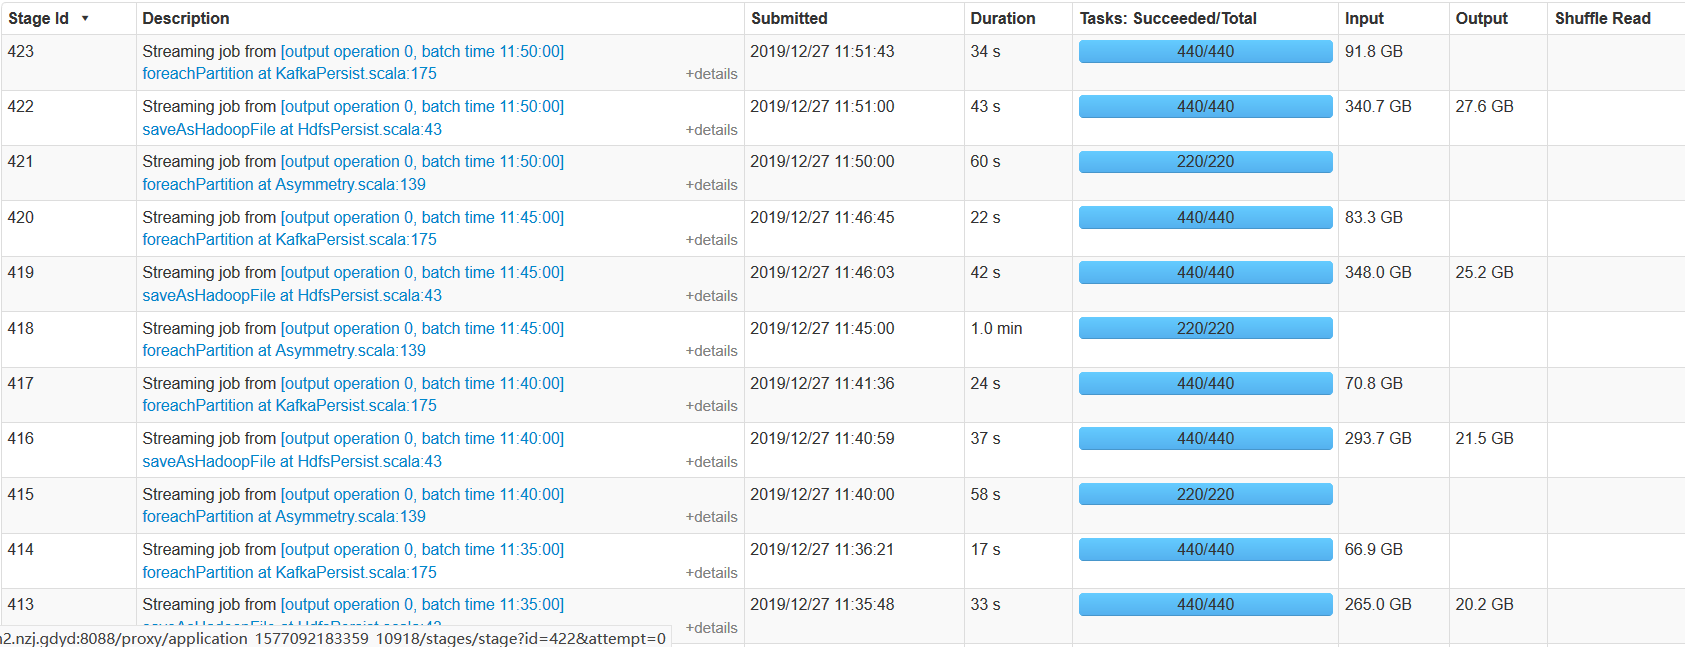 Stage Id ▾ Description Submitted Duration Tasks: Succeeded/Total Input Output Shuffle Read
423 Streaming job from [output operation 0, batch time 11:50:00] 2019/12/27 11:51:43 34 s 440/440 91.8 GB
foreachPartition at KafkaPersist.scala:175 +details
422 Streaming job from [output operation 0, batch time 11:50:00] 2019/12/27 11:51:00 43 s 440/440 340.7 GB 27.6 GB
saveAsHadoopFile at HdfsPersist.scala:43 +details
421 Streaming job from [output operation 0, batch time 11:50:00] 2019/12/27 11:50:00 60 s 220/220
foreachPartition at Asymmetry.scala:139 +details
420 Streaming job from [output operation 0, batch time 11:45:00] 2019/12/27 11:46:45 22 s 440/440 83.3 GB
foreachPartition at KafkaPersist.scala:175 +details
419 Streaming job from [output operation 0, batch time 11:45:00] 2019/12/27 11:46:03 42 s 440/440 348.0 GB 25.2 GB
saveAsHadoopFile at HdfsPersist.scala:43 +details
418 Streaming job from [output operation 0, batch time 11:45:00] 2019/12/27 11:45:00 1.0 min 220/220
foreachPartition at Asymmetry.scala:139 +details
417 Streaming job from [output operation 0, batch time 11:40:00] 2019/12/27 11:41:36 24 s 440/440 70.8 GB
foreachPartition at KafkaPersist.scala:175 +details
416 Streaming job from [output operation 0, batch time 11:40:00] 2019/12/27 11:40:59 37 s 440/440 293.7 GB 21.5 GB
saveAsHadoopFile at HdfsPersist.scala:43 +details
415 Streaming job from [output operation 0, batch time 11:40:00] 2019/12/27 11:40:00 58 s 220/220
foreachPartition at Asymmetry.scala:139 +details
414 Streaming job from [output operation 0, batch time 11:35:00] 2019/12/27 11:36:21 17 s 440/440 66.9 GB
foreachPartition at KafkaPersist.scala:175 +details
413 Streaming job from [output operation 0, batch time 11:35:00] 2019/12/27 11:35:48 33 s 440/440 265.0 GB 20.2 GB
+details
2.nzj.gdyd:8088/proxy/application_1577092183359_10918/stages/stage?id=422&attempt=0